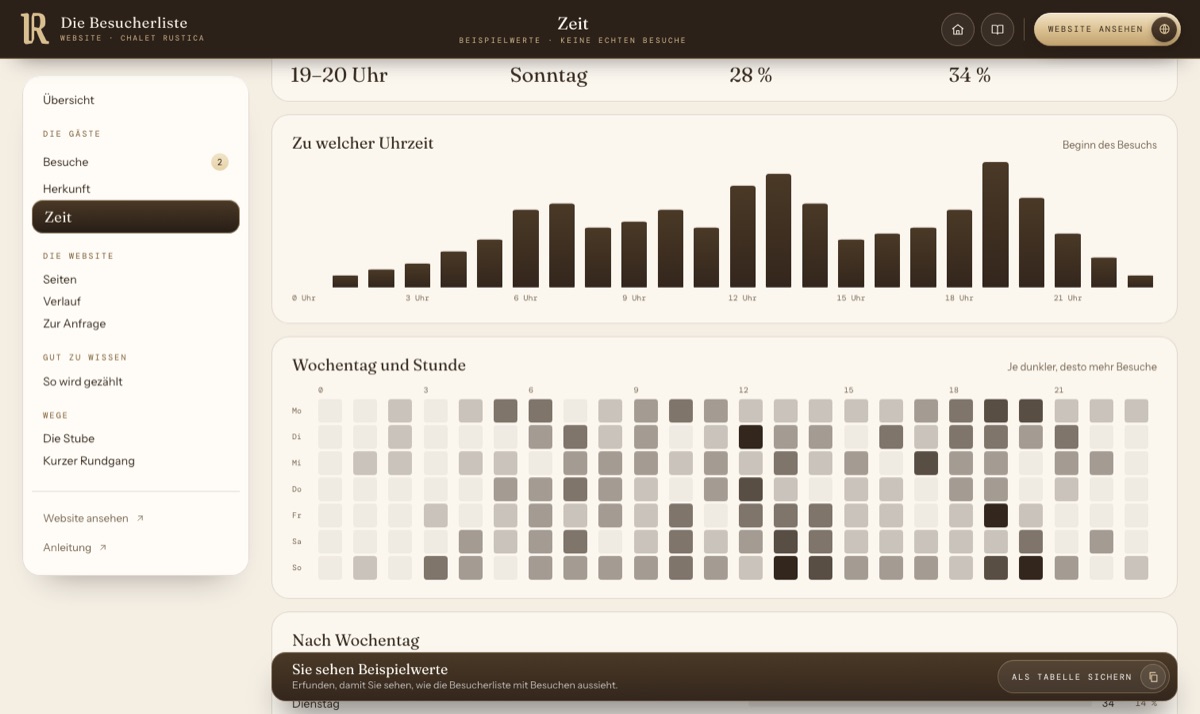 R Die Besucherliste
WEBSITE · CHALET RUSTICA
Zeit
BEISPIELWERTE · KEINE ECHTEN BESUCHE
WEBSITE ANSEHEN
Übersicht
DIE GÄSTE
Besuche 2
Herkunft
Zeit
DIE WEBSITE
Seiten
Verlauf
Zur Anfrage
GUT ZU WISSEN
So wird gezählt
WEGE
Die Stube
Kurzer Rundgang
Website ansehen ↗
Anleitung ↗
19–20 Uhr Sonntag 28 % 34 %
Zu welcher Uhrzeit Beginn des Besuchs
0 Uhr 3 Uhr 6 Uhr 9 Uhr 12 Uhr 15 Uhr 18 Uhr 21 Uhr
Wochentag und Stunde Je dunkler, desto mehr Besuche
0 3 6 9 12 15 18 21
Mo
Di
Mi
Do
Fr
Sa
So
Nach Wochentag
Sie sehen Beispielwerte
Erfunden, damit Sie sehen, wie die Besucherliste mit Besuchen aussieht.
ALS TABELLE SICHERN
Dienstag 34 14 %